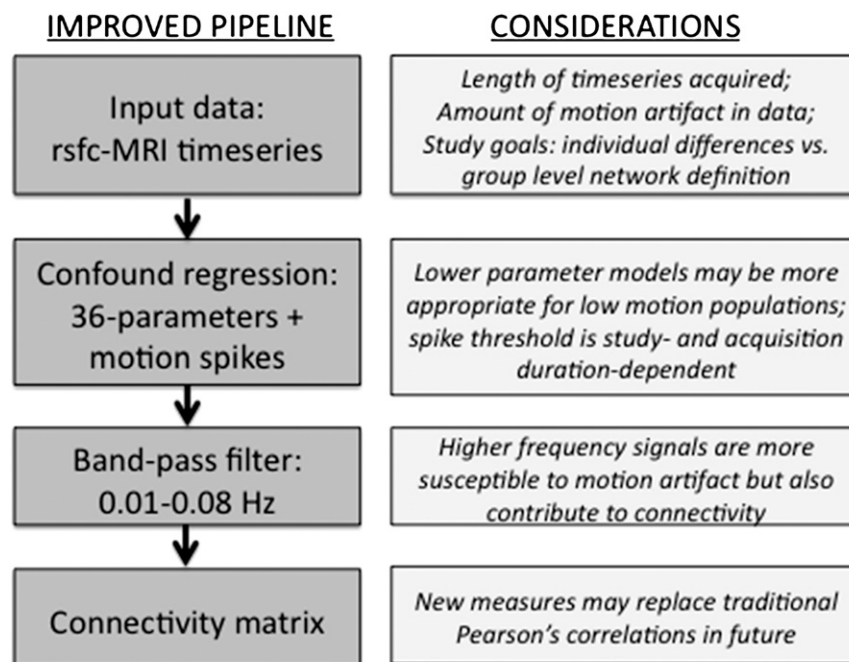 IMPROVED PIPELINE
CONSIDERATIONS
Input data:
rsfc-MRI timeseries
Length of timeseries acquired;
Amount of motion artifact in data;
Study goals: individual differences vs.
group level network definition
Confound regression:
36-parameters +
motion spikes
Lower parameter models may be more
appropriate for low motion populations;
spike threshold is study- and acquisition
duration-dependent
Band-pass filter:
0.01-0.08 Hz
Higher frequency signals are more
susceptible to motion artifact but also
contribute to connectivity
Connectivity matrix
New measures may replace traditional
Pearson's correlations in future